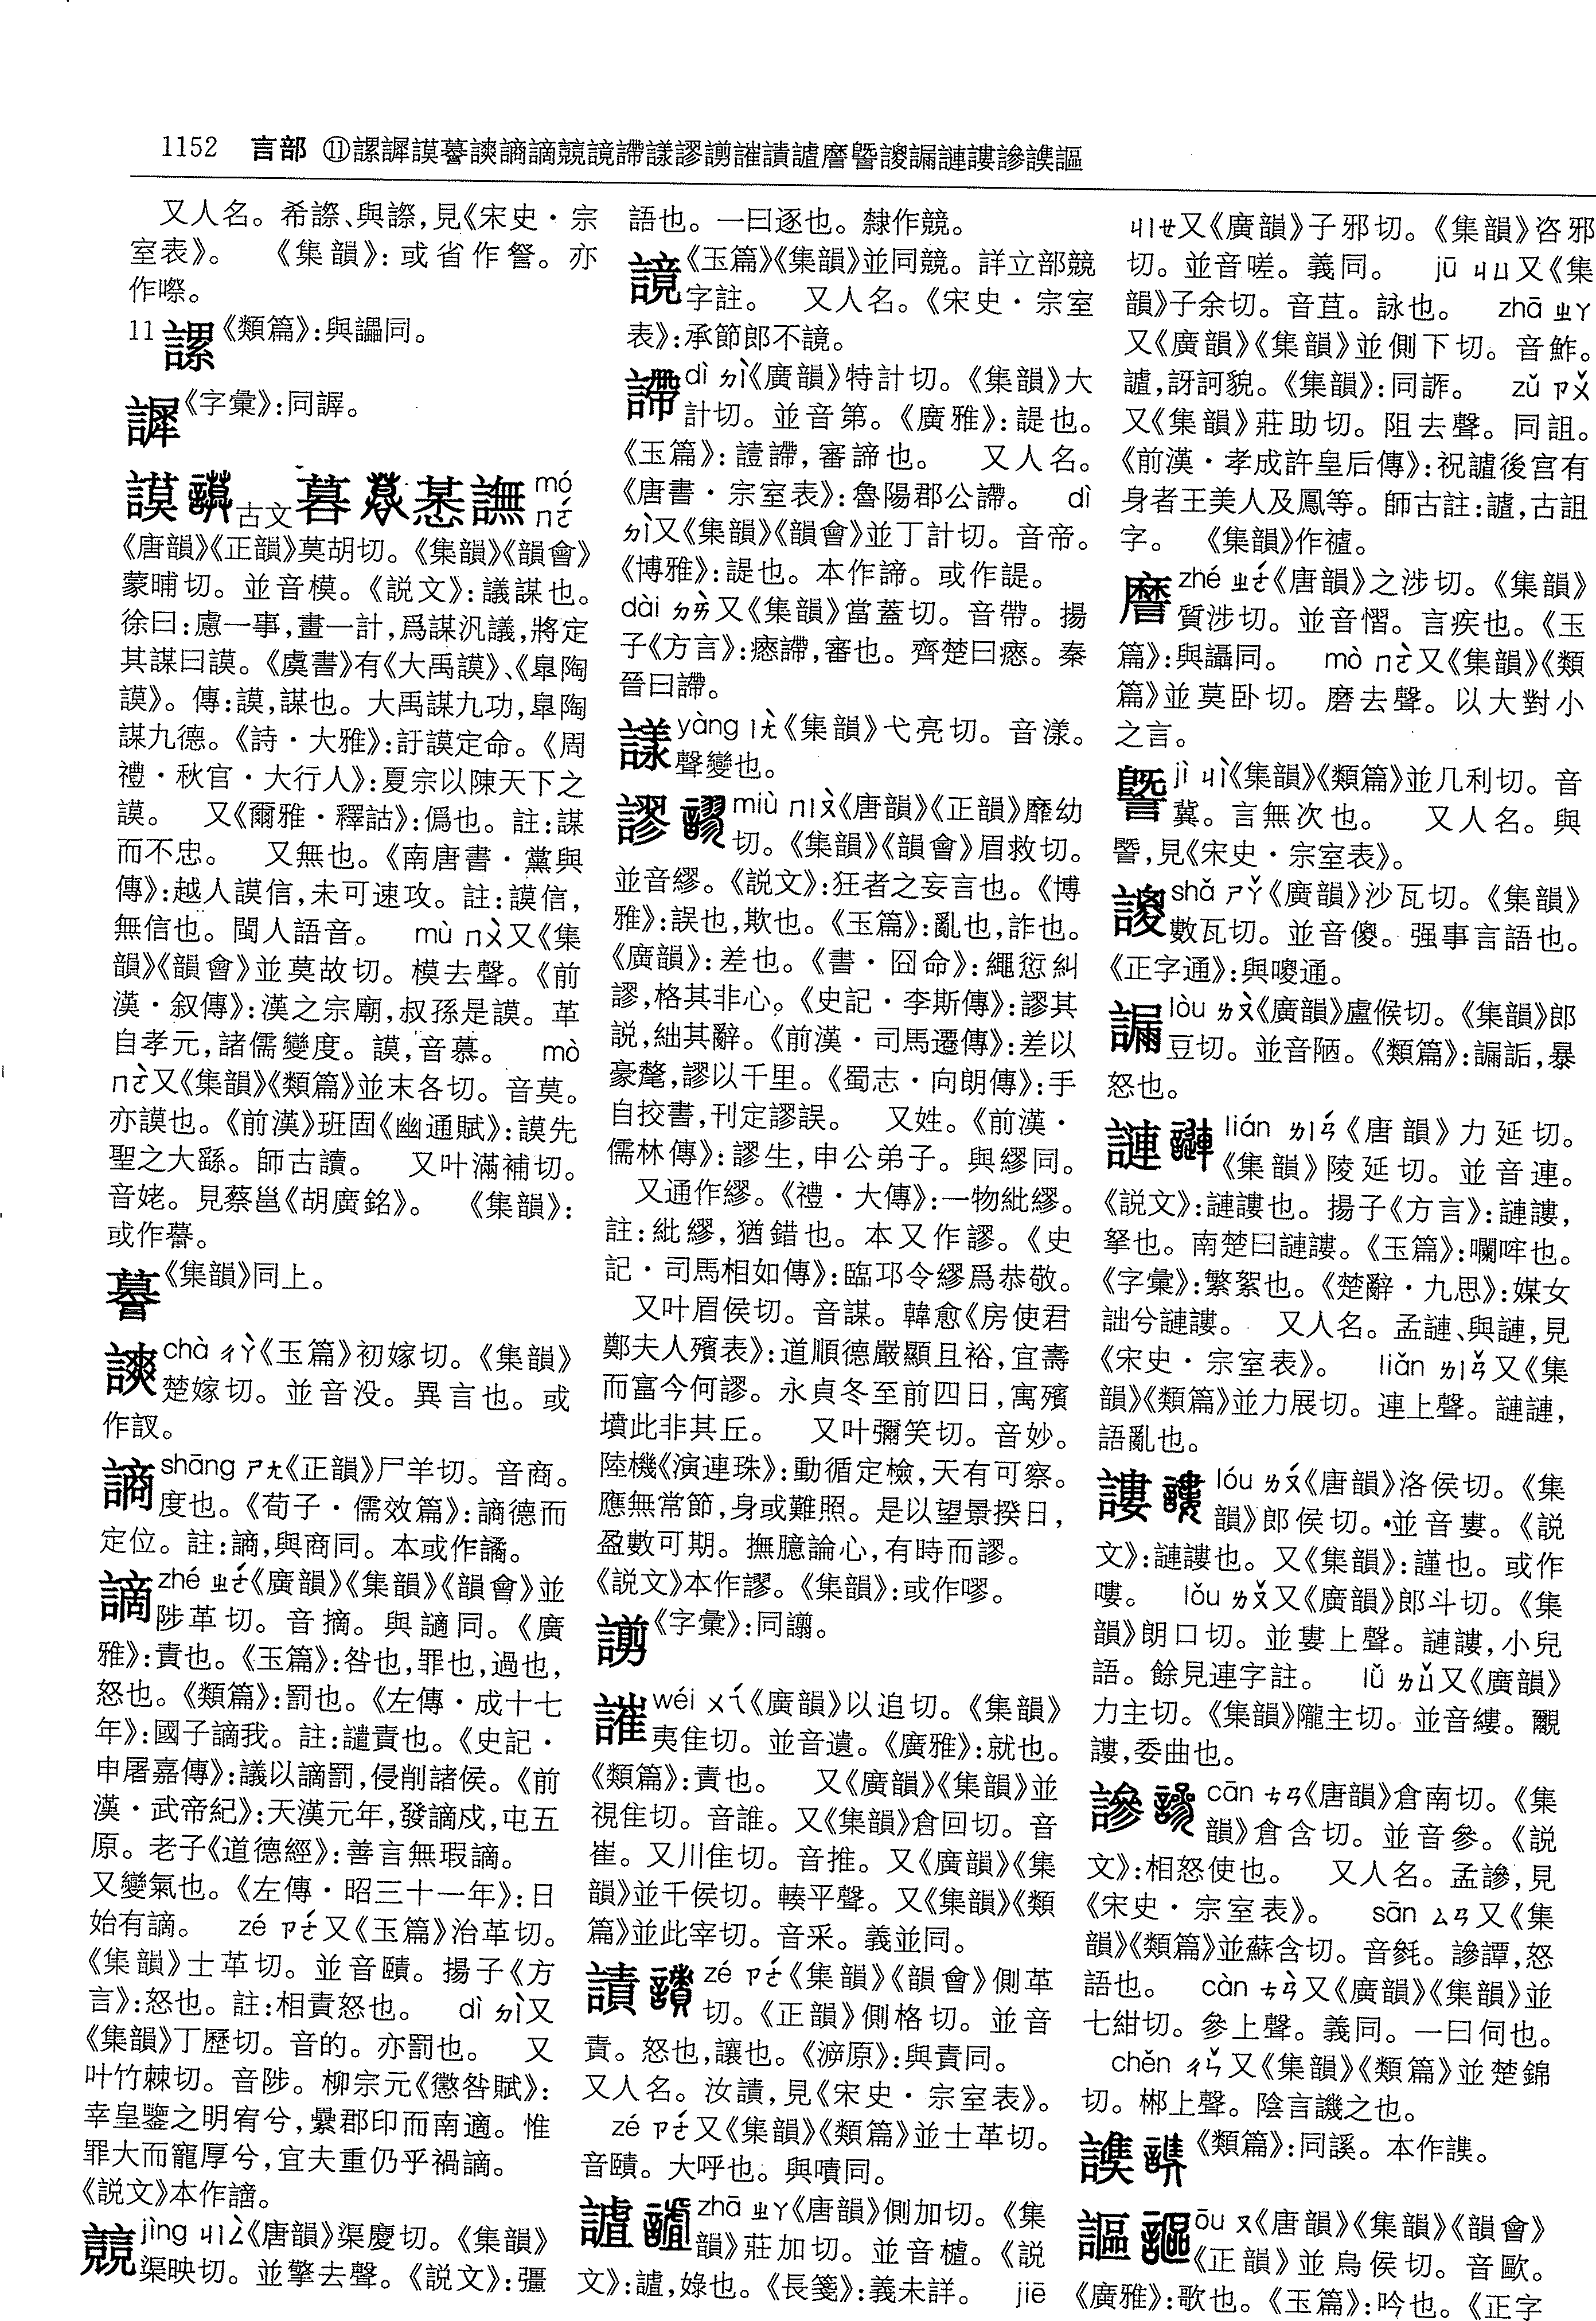 1152 言部 ⑪謑謘謨謩謲謪謫競譿諦謙謬謭謹謮謯謺謽謏漏謰謱謲謨謳
又人名。希𧫕、與𧫕,見《宋史·宗
室表》。 《集韻》:或省作詧。亦
作嚓。
11 《類篇》:與讄同。
《字彙》:同謘。
謨 古文 暮 惎 譕 mó
ㄇㄛˊ
《唐韻》《正韻》莫胡切。《集韻》《韻會》
蒙晡切。並音模。《説文》:議謀也。
徐曰:慮一事,畫一計,爲謀汎議,將定
其謀曰謨。《虞書》有《大禹謨》、《臯陶
謨》。傳:謨,謀也。大禹謀九功,臯陶
謀九德。《詩·大雅》:訏謨定命。《周
禮·秋官·大行人》:夏宗以陳天下之
謨。 又《爾雅·釋詁》:僞也。註:謀
而不忠。 又無也。《南唐書·黨與
傳》:越人謨信,未可速攻。註:謨信,
無信也。閩人語音。 mù ㄇㄨˋ又《集
韻》《韻會》並莫故切。模去聲。《前
漢·叙傳》:漢之宗廟,叔孫是謨。革
自孝元,諸儒變度。謨,音慕。 mò
ㄇㄛˋ又《集韻》《類篇》並末各切。音莫。
亦謨也。《前漢》班固《幽通賦》:謨先
聖之大繇。師古讀。 又叶滿補切。
音姥。見蔡邕《胡廣銘》。 《集韻》:
或作謩。
謩 《集韻》同上。
chà ㄔㄚˋ《玉篇》初嫁切。《集韻》
楚嫁切。並音没。異言也。或
作訍。
謪 shāng ㄕㄤ《正韻》尸羊切。音商。
度也。《荀子·儒效篇》:謪德而
定位。註:謪,與商同。本或作譎。
謫 zhé ㄓㄜˊ《廣韻》《集韻》《韻會》並
陟革切。音摘。與讁同。《廣
雅》:責也。《玉篇》:咎也,罪也,過也,
怒也。《類篇》:罰也。《左傳·成十七
年》:國子謫我。註:譴責也。《史記·
申屠嘉傳》:議以謫罰,侵削諸侯。《前
漢·武帝紀》:天漢元年,發謫戍,屯五
原。老子《道德經》:善言無瑕謫。
又變氣也。《左傳·昭三十一年》:日
始有謫。 zé ㄗㄜˊ又《玉篇》治革切。
《集韻》士革切。並音賾。揚子《方
言》:怒也。註:相責怒也。 dì ㄉㄧˋ又
《集韻》丁歷切。音的。亦罰也。 又
叶竹棘切。音陟。柳宗元《懲咎賦》:
幸皇鑒之明宥兮,纍郡印而南適。惟
罪大而寵厚兮,宜夫重仍乎禍謫。
《説文》本作讁。
競 jìng ㄐㄧㄥˋ《唐韻》渠慶切。《集韻》
渠映切。並擎去聲。《説文》:彊
語也。一曰逐也。隸作競。
《玉篇》《集韻》並同競。詳立部競
字註。 又人名。《宋史·宗室
表》:承節郎不謜。
䗖 dì ㄉㄧˋ《廣韻》特計切。《集韻》大
計切。並音第。《廣雅》:諟也。
《玉篇》:譿諦,審諦也。 又人名。
《唐書·宗室表》:魯陽郡公𧬨。 dì
ㄉㄧˋ又《集韻》《韻會》並丁計切。音帝。
《博雅》:諟也。本作諦。或作諟。
dài ㄉㄞˋ又《集韻》當蓋切。音帶。揚
子《方言》:瘱𧬨,審也。齊楚曰瘱。秦
晉曰𧬨。
yàng ㄧㄤˋ《集韻》弋亮切。音漾。
聲變也。
謬 miù ㄇㄧㄡˋ《唐韻》《正韻》靡幼
切。《集韻》《韻會》眉救切。
並音繆。《説文》:狂者之妄言也。《博
雅》:誤也,欺也。《玉篇》:亂也,詐也。
《廣韻》:差也。《書·囧命》:繩愆糾
謬,格其非心。《史記·李斯傳》:謬其
説,絀其辭。《前漢·司馬遷傳》:差以
豪氂,謬以千里。《蜀志·向朗傳》:手
自挍書,刊定謬誤。 又姓。《前漢·
儒林傳》:謬生,申公弟子。與繆同。
又通作繆。《禮·大傳》:一物紕繆。
註:紕繆,猶錯也。本又作謬。《史
記·司馬相如傳》:臨邛令繆爲恭敬。
又叶眉侯切。音謀。韓愈《房使君
鄭夫人殯表》:道順德嚴顯且裕,宜壽
而富今何謬。永貞冬至前四日,寓殯
墳此非其丘。 又叶彌笑切。音妙。
陸機《演連珠》:動循定檢,天有可察。
應無常節,身或難照。是以望景揆日,
盈數可期。撫臆論心,有時而謬。
《説文》本作謬。《集韻》:或作嘐。
謭 《字彙》:同譾。
wéi ㄨㄟˊ《廣韻》以追切。《集韻》
夷隹切。並音遺。《廣雅》:就也。
《類篇》:責也。 又《廣韻》《集韻》並
視隹切。音誰。又《集韻》倉回切。音
崔。又川隹切。音推。又《廣韻》《集
韻》並千侯切。輳平聲。又《集韻》《類
篇》並此宰切。音采。義並同。
謮 zé ㄗㄜˊ《集韻》《韻會》側革
切。《正韻》側格切。並音
責。怒也,讓也。《㴑原》:與責同。
又人名。汝謮,見《宋史·宗室表》。
zé ㄗㄜˊ又《集韻》《類篇》並士革切。
音賾。大呼也。與嘖同。
謯 zhā ㄓㄚ《唐韻》側加切。《集
韻》莊加切。並音樝。《説
文》:謯,娽也。《長箋》:義未詳。 jiē
ㄐㄧㄝ又《廣韻》子邪切。《集韻》咨邪
切。並音嗟。義同。 jū ㄐㄩ又《集
韻》子余切。音苴。詠也。 zhā ㄓㄚ
又《廣韻》《集韻》並側下切。音鮓。
謯,訝訶貌。《集韻》:同䛽。 zǔ ㄗㄨˇ
又《集韻》莊助切。阻去聲。同詛。
《前漢·孝成許皇后傳》:祝謯後宫有
身者王美人及鳳等。師古註:謯,古詛
字。 《集韻》作𥛜。
zhé ㄓㄜˊ《唐韻》之涉切。《集韻》
質涉切。並音慴。言疾也。《玉
篇》:與讘同。 mò ㄇㄛˋ又《集韻》《類
篇》並莫卧切。磨去聲。以大對小
之言。
jì ㄐㄧˋ《集韻》《類篇》並几利切。音
冀。言無次也。 又人名。與
𧫠,見《宋史·宗室表》。
shǎ ㄕㄚˇ《廣韻》沙瓦切。《集韻》
數瓦切。並音傻。强事言語也。
《正字通》:與嗄通。
lòu ㄌㄡˋ《廣韻》盧候切。《集韻》郎
豆切。並音陋。《類篇》:𧫞詬,暴
怒也。
謰 lián ㄌㄧㄢˊ《唐韻》力延切。
《集韻》陵延切。並音連。
《説文》:謰謱也。揚子《方言》:謰謱,
拏也。南楚曰謰謱。《玉篇》:囒哰也。
《字彙》:繁絮也。《楚辭·九思》:媒女
詘兮謰謱。 又人名。孟謰、與謰,見
《宋史·宗室表》。 liǎn ㄌㄧㄢˇ又《集
韻》《類篇》並力展切。連上聲。謰謰,
語亂也。
謱 lóu ㄌㄡˊ《唐韻》洛侯切。《集
韻》郎侯切。並音婁。《説
文》:謰謱也。又《集韻》:謹也。或作
嘍。 lǒu ㄌㄡˇ又《廣韻》郎斗切。《集
韻》朗口切。並婁上聲。謰謱,小兒
語。餘見連字註。 lǚ ㄌㄩˇ又《廣韻》
力主切。《集韻》隴主切。並音縷。覼
謱,委曲也。
謲 cān ㄘㄢ《唐韻》倉南切。《集
韻》倉含切。並音參。《説
文》:相怒使也。 又人名。孟謲,見
《宋史·宗室表》。 sān ㄙㄢ又《集
韻》《類篇》並蘇含切。音毵。謲譚,怒
語也。 càn ㄘㄢˋ又《廣韻》《集韻》並
七紺切。參上聲。義同。一曰伺也。
chěn ㄔㄣˇ又《集韻》《類篇》並楚錦
切。郴上聲。陰言譏之也。
《類篇》:同謑。本作謨。
謳 ōu ㄡ《唐韻》《集韻》《韻會》
《正韻》並烏侯切。音歐。
《廣雅》:歌也。《玉篇》:吟也。《正字